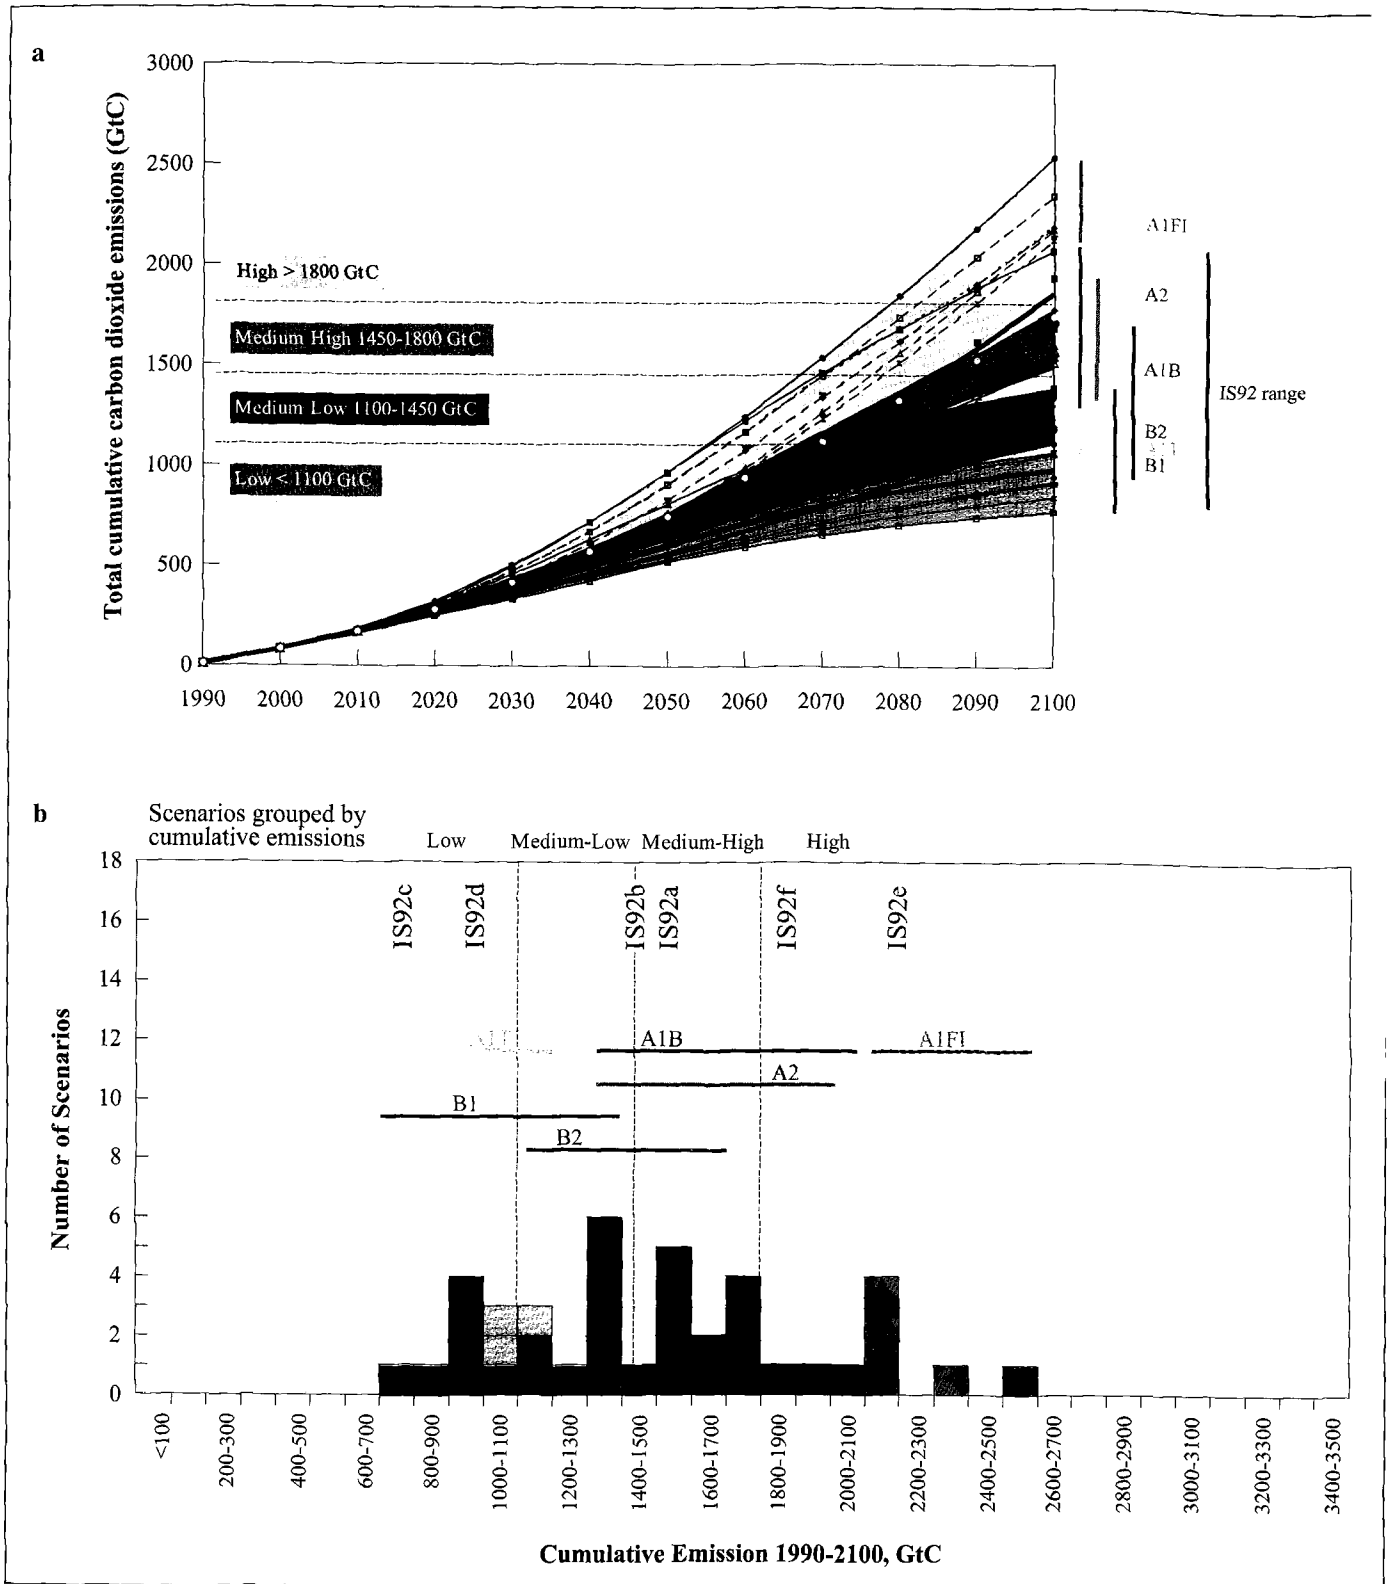 a
Total cumulative carbon dioxide emissions (GtC)
3000
2500
2000
1500
1000
500
0
High > 1800 GtC
Medium High 1450-1800 GtC
Medium Low 1100-1450 GtC
Low < 1100 GtC
1990 2000 2010 2020 2030 2040 2050 2060 2070 2080 2090 2100
A1FI
A2
A1B
B2
B1
IS92 range
b
Scenarios grouped by
cumulative emissions
Low Medium-Low Medium-High High
Number of Scenarios
18
16
14
12
10
8
6
4
2
0
IS92c IS92d IS92b IS92a IS92f IS92e
A1B A1FI
A2
B1
B2
<100 200-300 400-500 600-700 800-900 1000-1100 1200-1300 1400-1500 1600-1700 1800-1900 2000-2100 2200-2300 2400-2500 2600-2700 2800-2900 3000-3100 3200-3300 3400-3500
Cumulative Emission 1990-2100, GtC